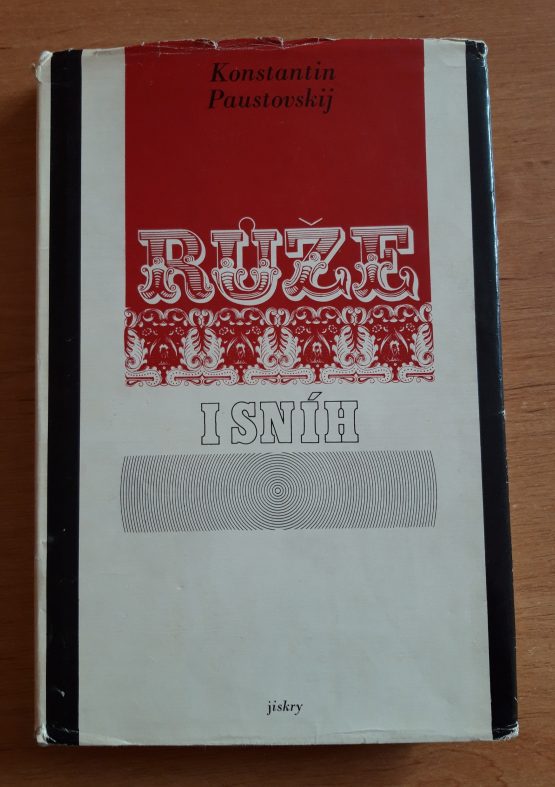 Konstantin
Paustovskij
RŮŽE
I SNÍH
jiskry